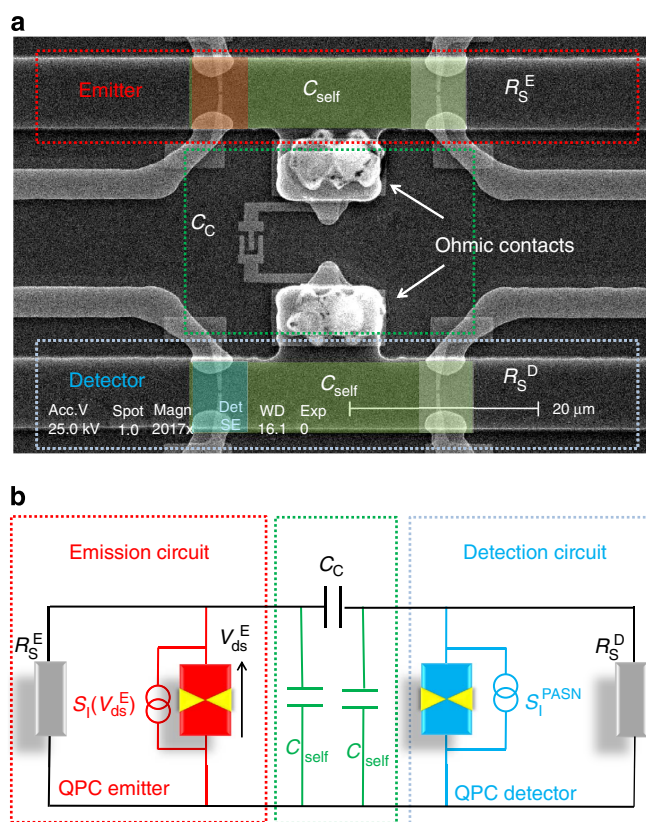 a
Emitter
C_self
R_S^E
C_C
Ohmic contacts
Detector
C_self
R_S^D
Acc.V Spot Magn Det WD Exp
25.0 kV 1.0 2017x SE 16.1 0
20 μm
b
Emission circuit
Detection circuit
C_C
R_S^E
V_ds^E
R_S^D
S_I(V_ds^E)
S_I^PASN
C_self
C_self
QPC emitter
QPC detector